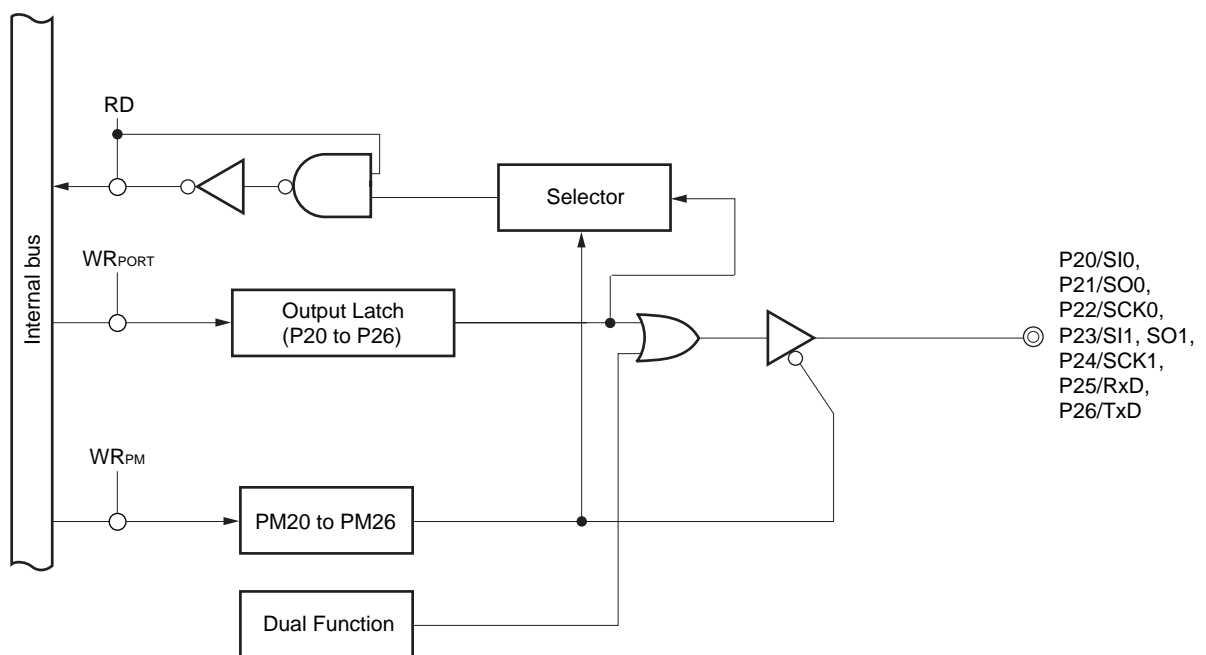 RD
Selector
WRPORT
Internal bus
Output Latch
(P20 to P26)
P20/SI0,
P21/SO0,
P22/SCK0,
P23/SI1, SO1,
P24/SCK1,
P25/RxD,
P26/TxD
WRPM
PM20 to PM26
Dual Function